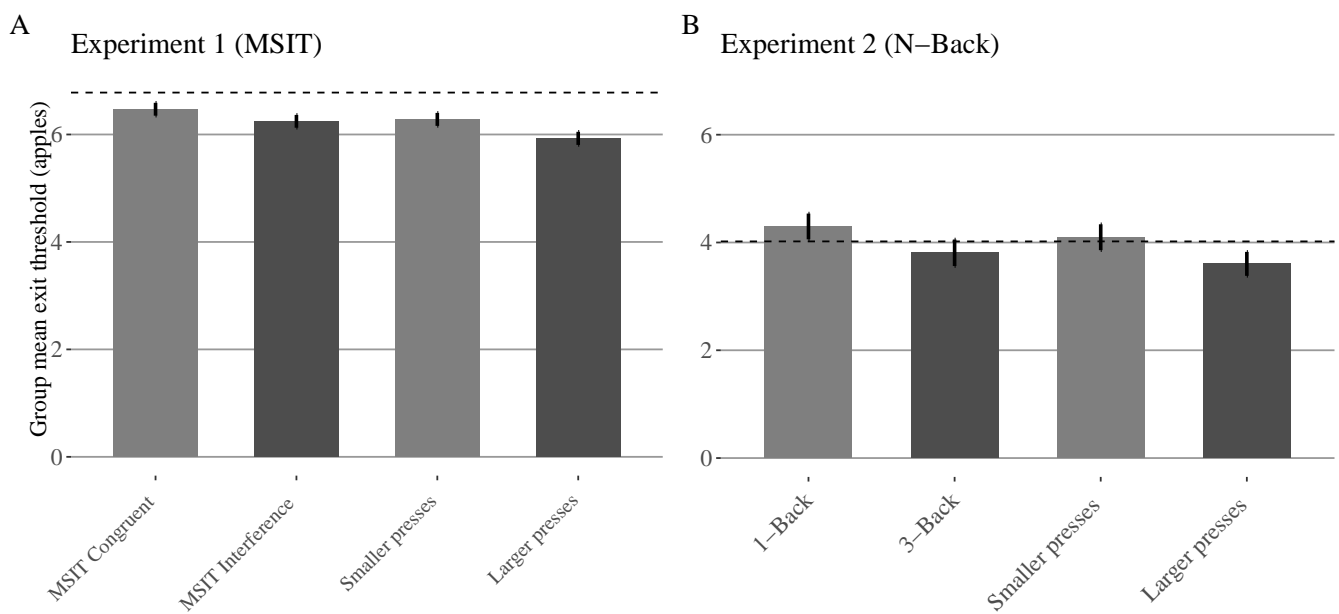 A
Experiment 1 (MSIT)
Group mean exit threshold (apples)
6
4
2
0
MSIT Congruent
MSIT Interference
Smaller presses
Larger presses
B
Experiment 2 (N−Back)
6
4
2
0
1−Back
3−Back
Smaller presses
Larger presses